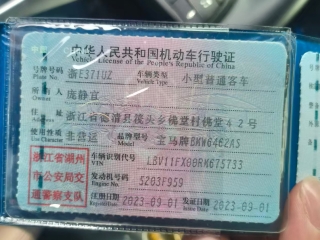 中华人民共和国机动车行驶证
Vehicle License of the People's Republic of China
号牌号码 Plate No. 浙E371UZ 车辆类型 Vehicle Type 小型普通客车
所有人 Owner 庞静宜
住址 Address 浙江省德清县筏头乡佛堂村佛堂42号
使用性质 Use Character 非营运 品牌型号 Model 宝马牌BMW6462AS
浙江省湖州
市公安局交
通警察支队
车辆识别代号 VIN
发动机号码 Engine No. 5203F959
注册日期 Register Date 2023-09-01 发证日期 Issue Date 2023-09-01